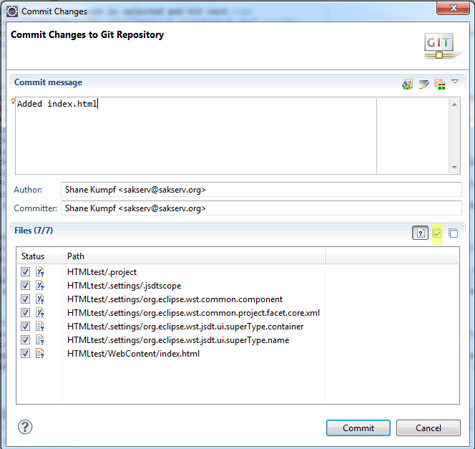 Commit Changes
Commit Changes to Git Repository
GIT
Commit message
Added index.html
Author: Shane Kumpf <sakserv@sakserv.org>
Committer: Shane Kumpf <sakserv@sakserv.org>
Files (7/7)
Status Path
HTMLtest/.project
HTMLtest/.settings/.jsdtscope
HTMLtest/.settings/org.eclipse.wst.common.component
HTMLtest/.settings/org.eclipse.wst.common.project.facet.core.xml
HTMLtest/.settings/org.eclipse.wst.jsdt.ui.superType.container
HTMLtest/.settings/org.eclipse.wst.jsdt.ui.superType.name
HTMLtest/WebContent/index.html
Commit Cancel